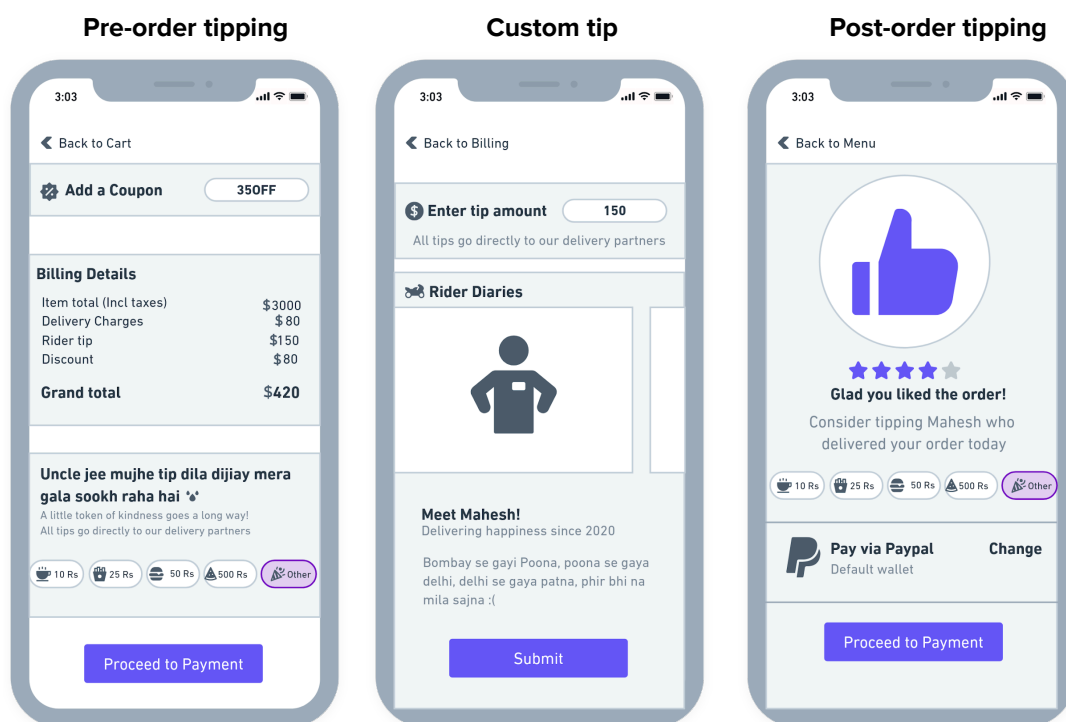 Pre-order tipping
3:03
Back to Cart
Add a Coupon 35OFF
Billing Details
Item total (Incl taxes) $3000
Delivery Charges $80
Rider tip $150
Discount $80
Grand total $420
Uncle jee mujhe tip dila dijiay mera
gala sookh raha hai
A little token of kindness goes a long way!
All tips go directly to our delivery partners
10 Rs 25 Rs 50 Rs 500 Rs Other
Proceed to Payment
Custom tip
3:03
Back to Billing
Enter tip amount 150
All tips go directly to our delivery partners
Rider Diaries
Meet Mahesh!
Delivering happiness since 2020
Bombay se gayi Poona, poona se gaya
delhi, delhi se gaya patna, phir bhi na
mila sajna :(
Submit
Post-order tipping
3:03
Back to Menu
Glad you liked the order!
Consider tipping Mahesh who
delivered your order today
10 Rs 25 Rs 50 Rs 500 Rs Other
Pay via Paypal Change
Default wallet
Proceed to Payment